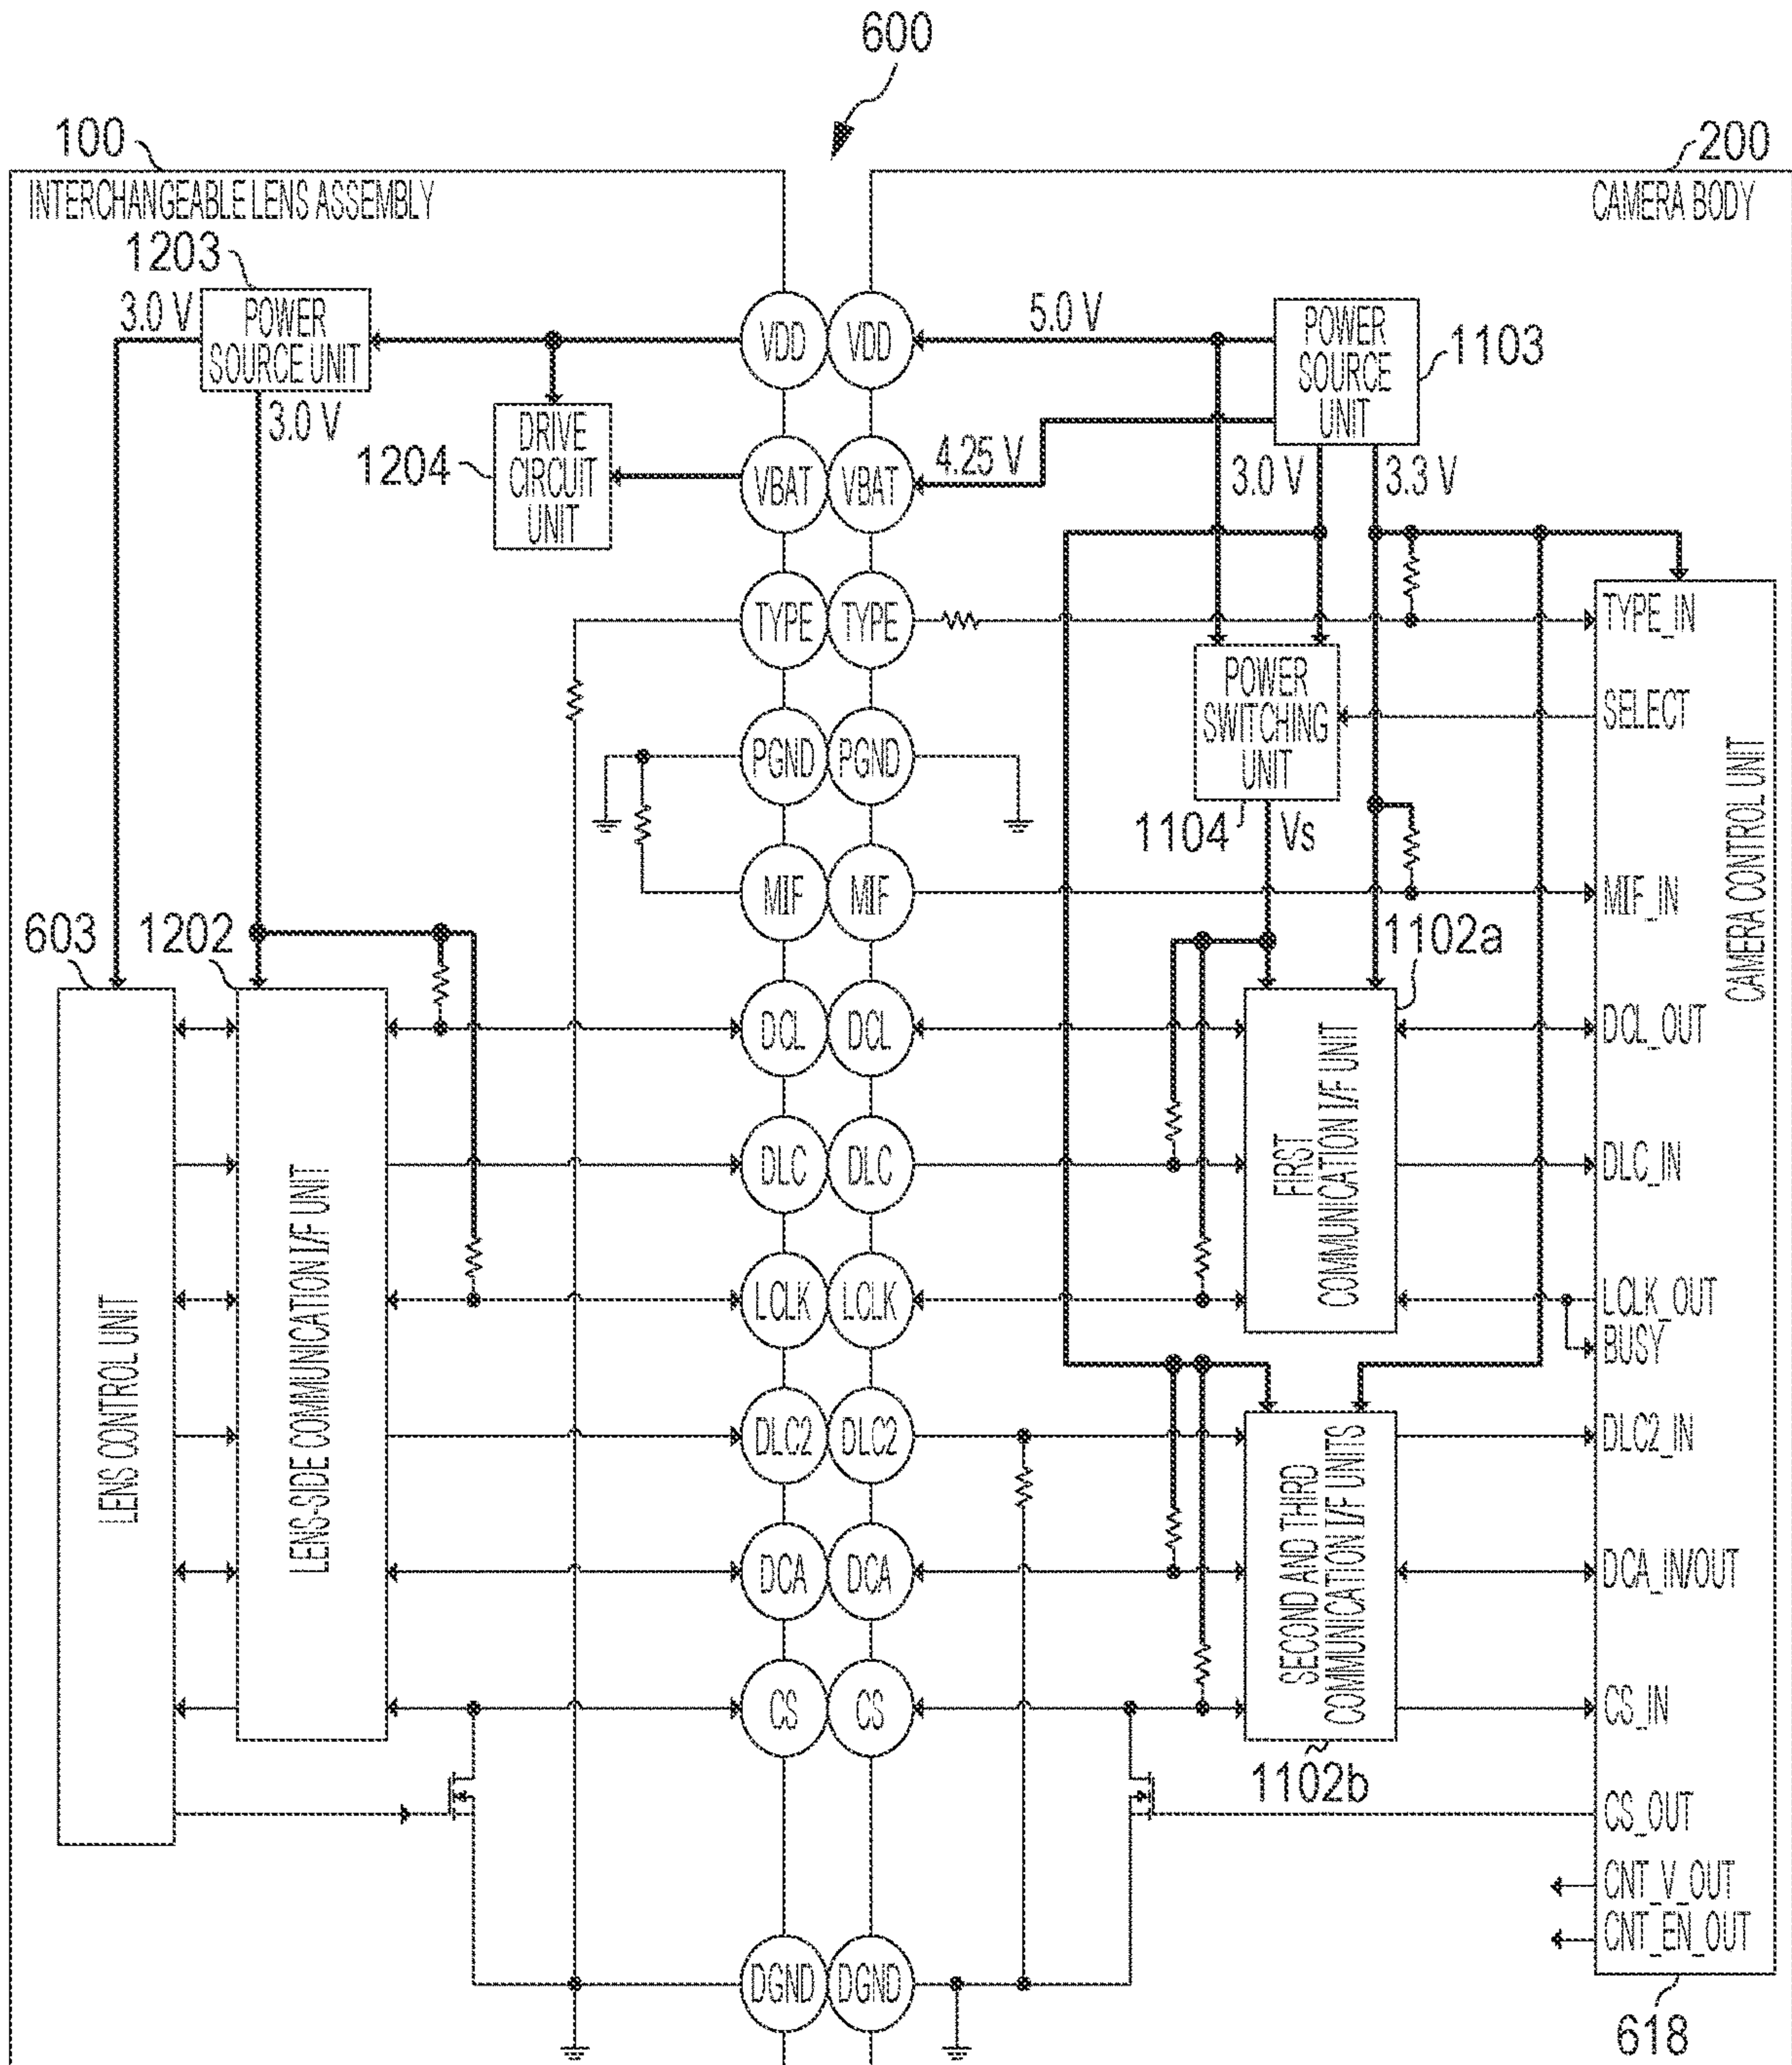 600
100
200
INTERCHANGEABLE LENS ASSEMBLY
CAMERA BODY
1203
3.0 V
POWER
SOURCE UNIT
3.0 V
VDD
VDD
5.0 V
POWER
SOURCE
UNIT
1103
1204
DRIVE
CIRCUIT
UNIT
VBAT
VBAT
4.25 V
3.0 V
3.3 V
TYPE
TYPE
TYPE_IN
POWER
SWITCHING
UNIT
SELECT
PGND
PGND
1104
Vs
MIF
MIF
MIF_IN
CAMERA CONTROL UNIT
603
1202
1102a
DCL
DCL
DCL_OUT
LENS CONTROL UNIT
LENS-SIDE COMMUNICATION I/F UNIT
FIRST
COMMUNICATION I/F UNIT
DLC
DLC
DLC_IN
LCLK
LCLK
LCLK_OUT
BUSY
DLC2
DLC2
DLC2_IN
SECOND AND THIRD
COMMUNICATION I/F UNITS
DCA
DCA
DCA_IN/OUT
CS
CS
CS_IN
1102b
CS_OUT
CNT_V_OUT
CNT_EN_OUT
DGND
DGND
618